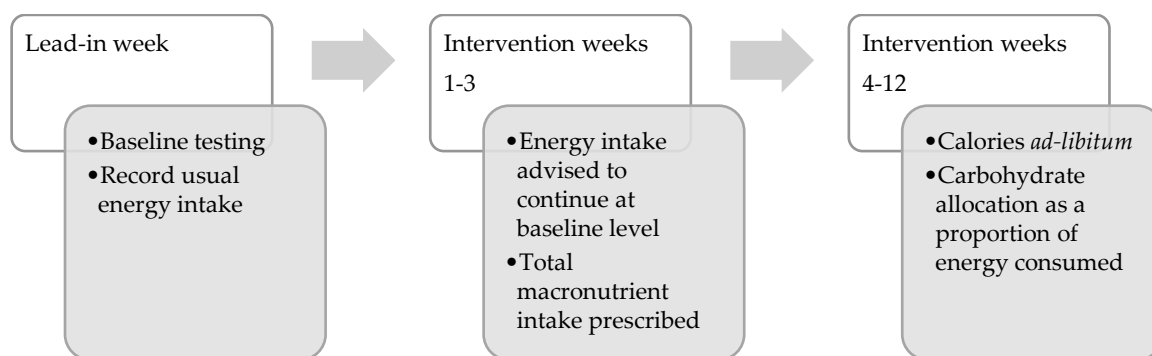 Lead-in week
•Baseline testing
•Record usual
energy intake
Intervention weeks
1-3
•Energy intake
advised to
continue at
baseline level
•Total
macronutrient
intake prescribed
Intervention weeks
4-12
•Calories ad-libitum
•Carbohydrate
allocation as a
proportion of
energy consumed